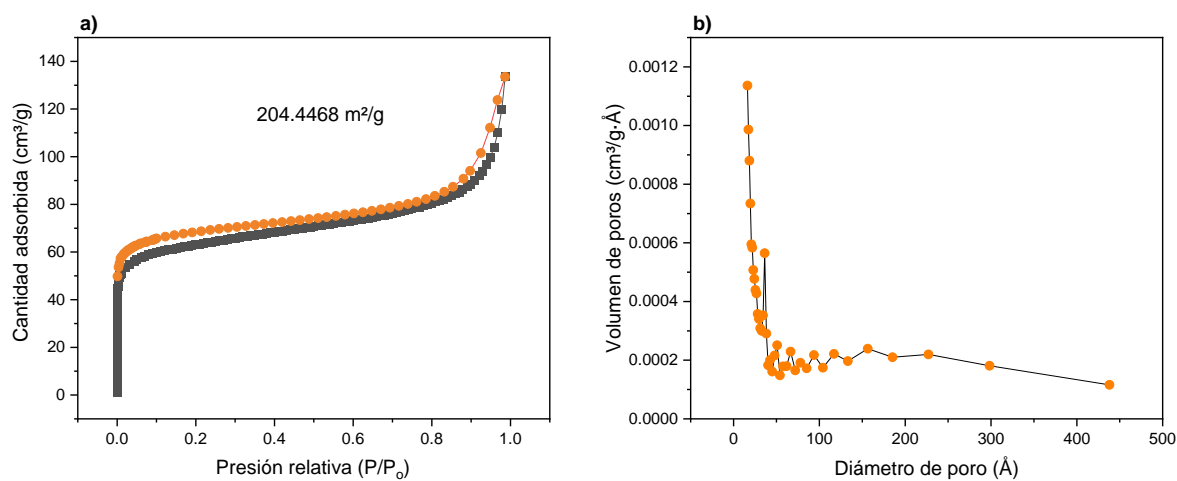 a)
Cantidad adsorbida (cm³/g)
140
120
100
80
60
40
20
0
204.4468 m²/g
0.0 0.2 0.4 0.6 0.8 1.0
Presión relativa (P/Pₒ)
b)
Volumen de poros (cm³/g·Å)
0.0012
0.0010
0.0008
0.0006
0.0004
0.0002
0.0000
0 100 200 300 400 500
Diámetro de poro (Å)